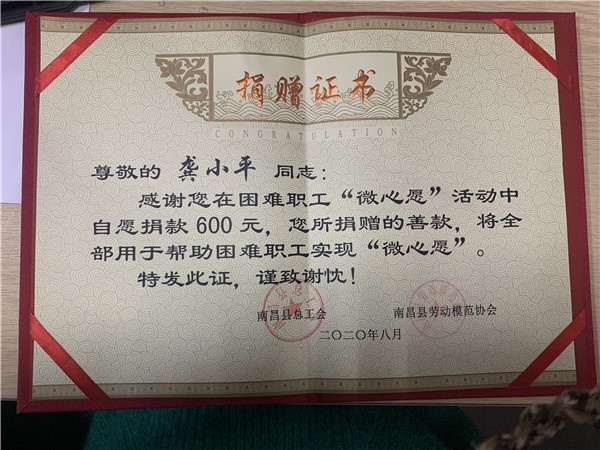 捐赠证书
CONGRATULATION
尊敬的 龚小平 同志：
感谢您在困难职工“微心愿”活动中
自愿捐款 600 元，您所捐赠的善款，将全
部用于帮助困难职工实现“微心愿”。
特发此证，谨致谢忱！
南昌县总工会 南昌县劳动模范协会
二〇二〇年八月